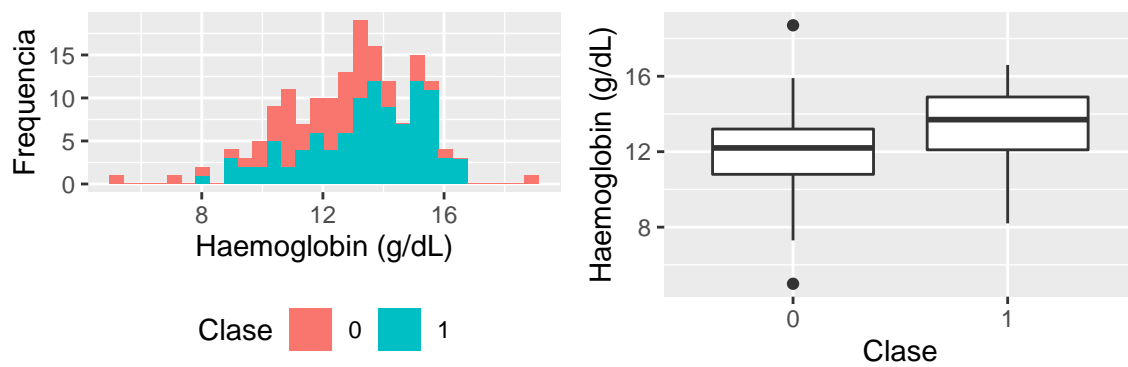 Frequencia
15
10
5
0
8 12 16
Haemoglobin (g/dL)
Clase 0 1
Haemoglobin (g/dL)
16
12
8
0 1
Clase